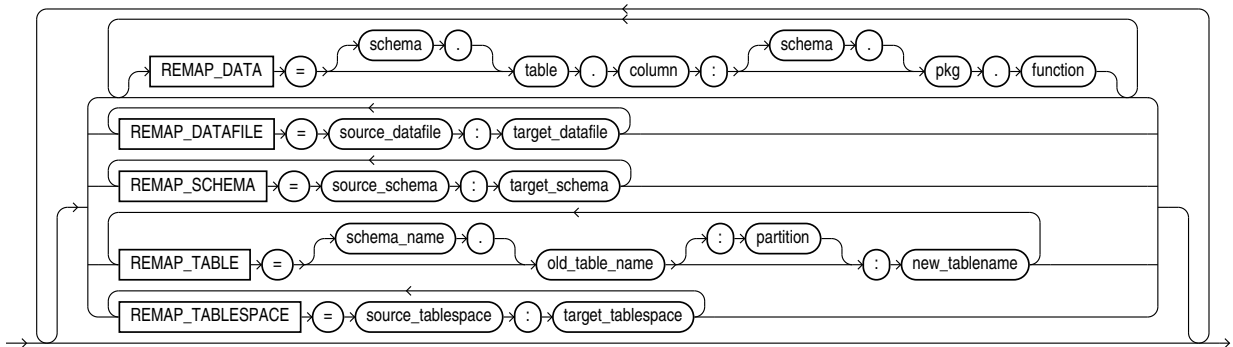 REMAP_DATA = schema . table . column : schema . pkg . function
REMAP_DATAFILE = source_datafile : target_datafile
REMAP_SCHEMA = source_schema : target_schema
REMAP_TABLE = schema_name . old_table_name : partition : new_tablename
REMAP_TABLESPACE = source_tablespace : target_tablespace